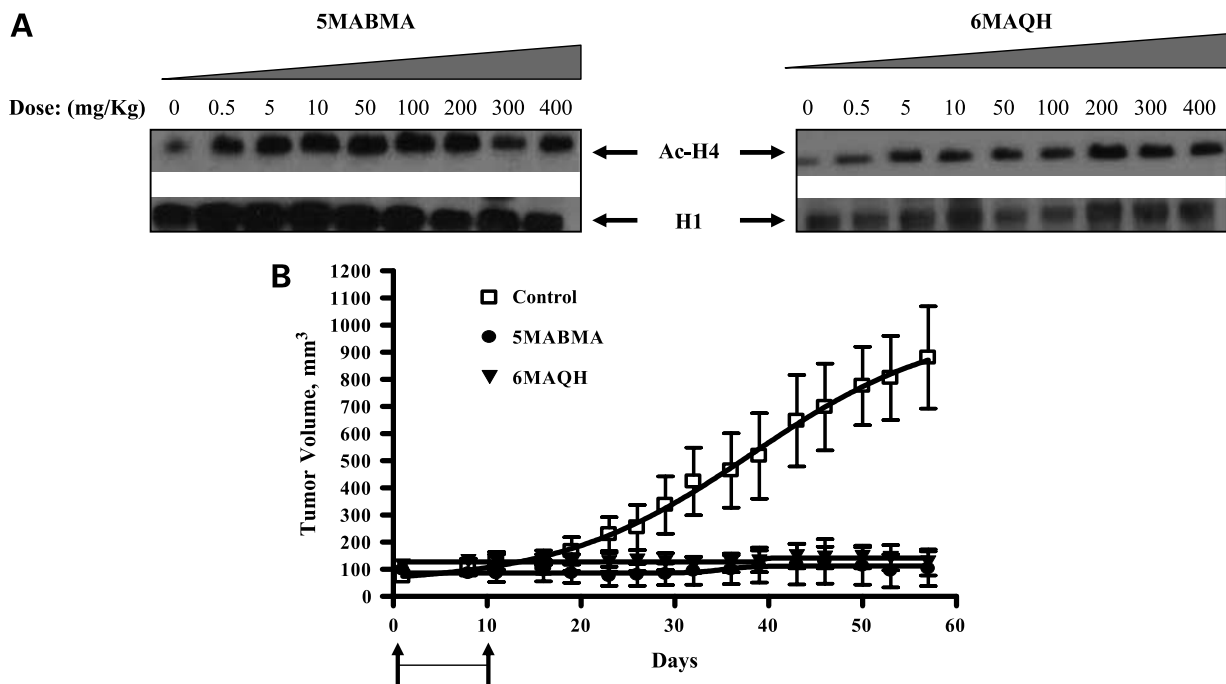 A
5MABMA
6MAQH
Dose: (mg/Kg)
0 0.5 5 10 50 100 200 300 400
0 0.5 5 10 50 100 200 300 400
Ac-H4
H1
B
1200
1100
1000
900
800
700
600
500
400
300
200
100
0
Tumor Volume, mm³
Control
5MABMA
6MAQH
0 10 20 30 40 50 60
Days